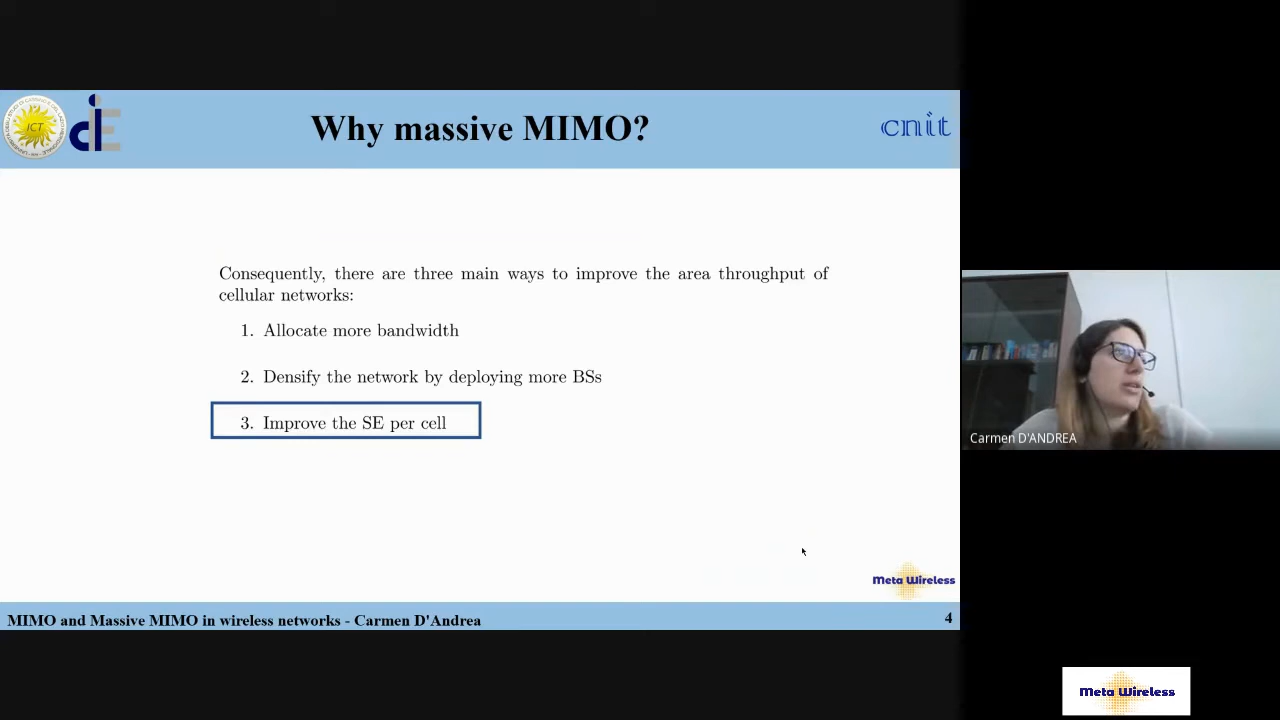 Why massive MIMO?
ICT
cnit
Consequently, there are three main ways to improve the area throughput of
cellular networks:
1. Allocate more bandwidth
2. Densify the network by deploying more BSs
3. Improve the SE per cell
Carmen D'ANDREA
Meta Wireless
MIMO and Massive MIMO in wireless networks - Carmen D'Andrea
4
Meta Wireless